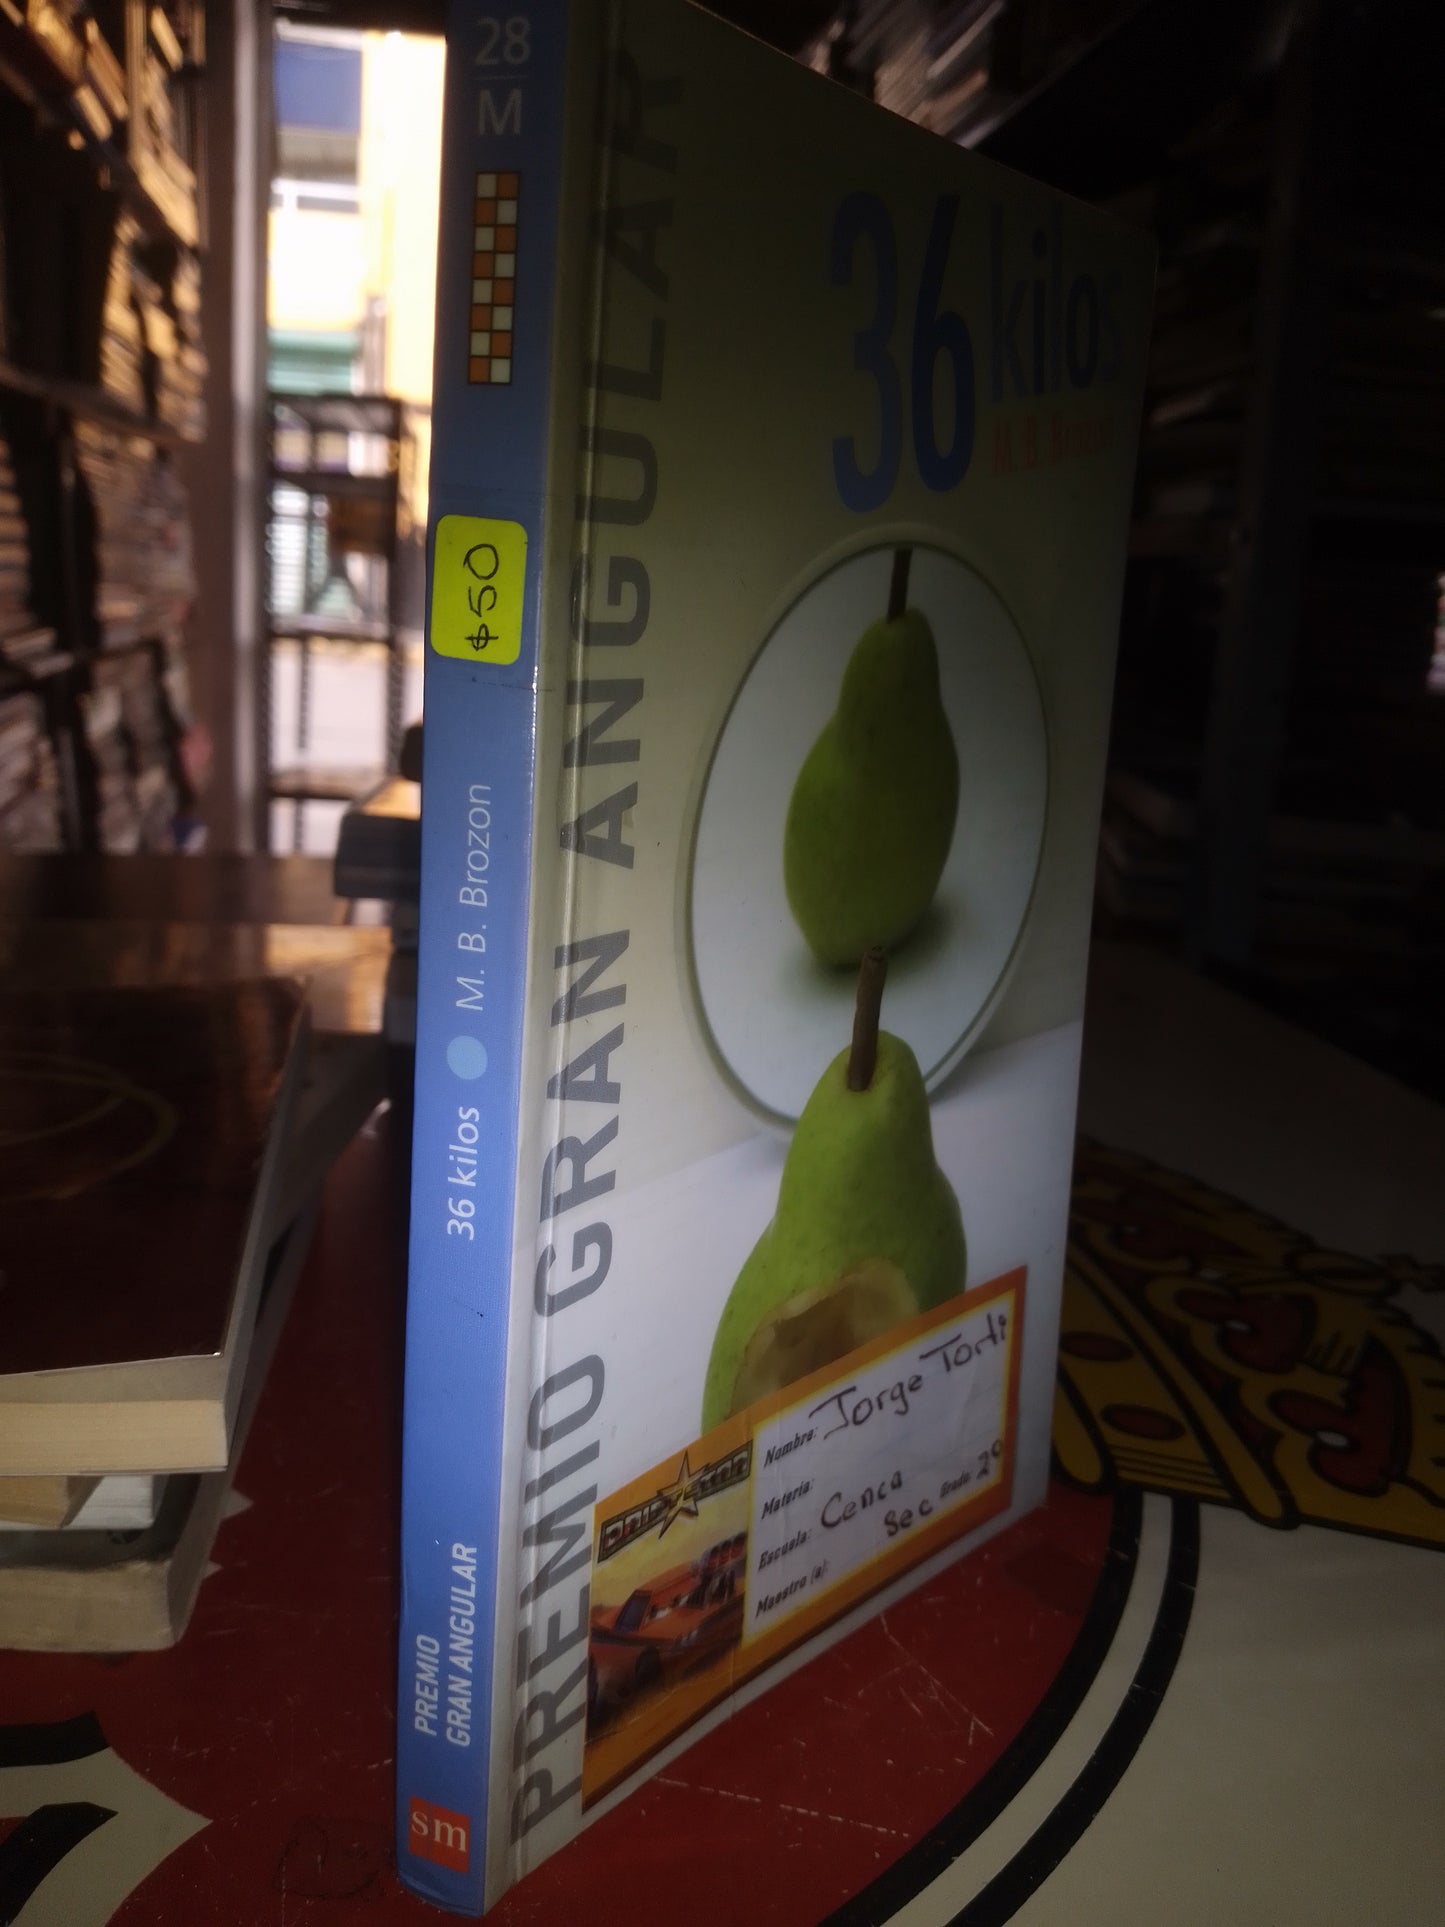 28
M
$50
36 kilos M. B. Brozon
PREMIO
GRAN ANGULAR
sm
PREMIO GRAN ANGULAR
36 kilos
M. B. Brozon
Nombre: Jorge Torti
Materia:
Escuela: Cenca
Sec Grado: 2º
Maestro (a):